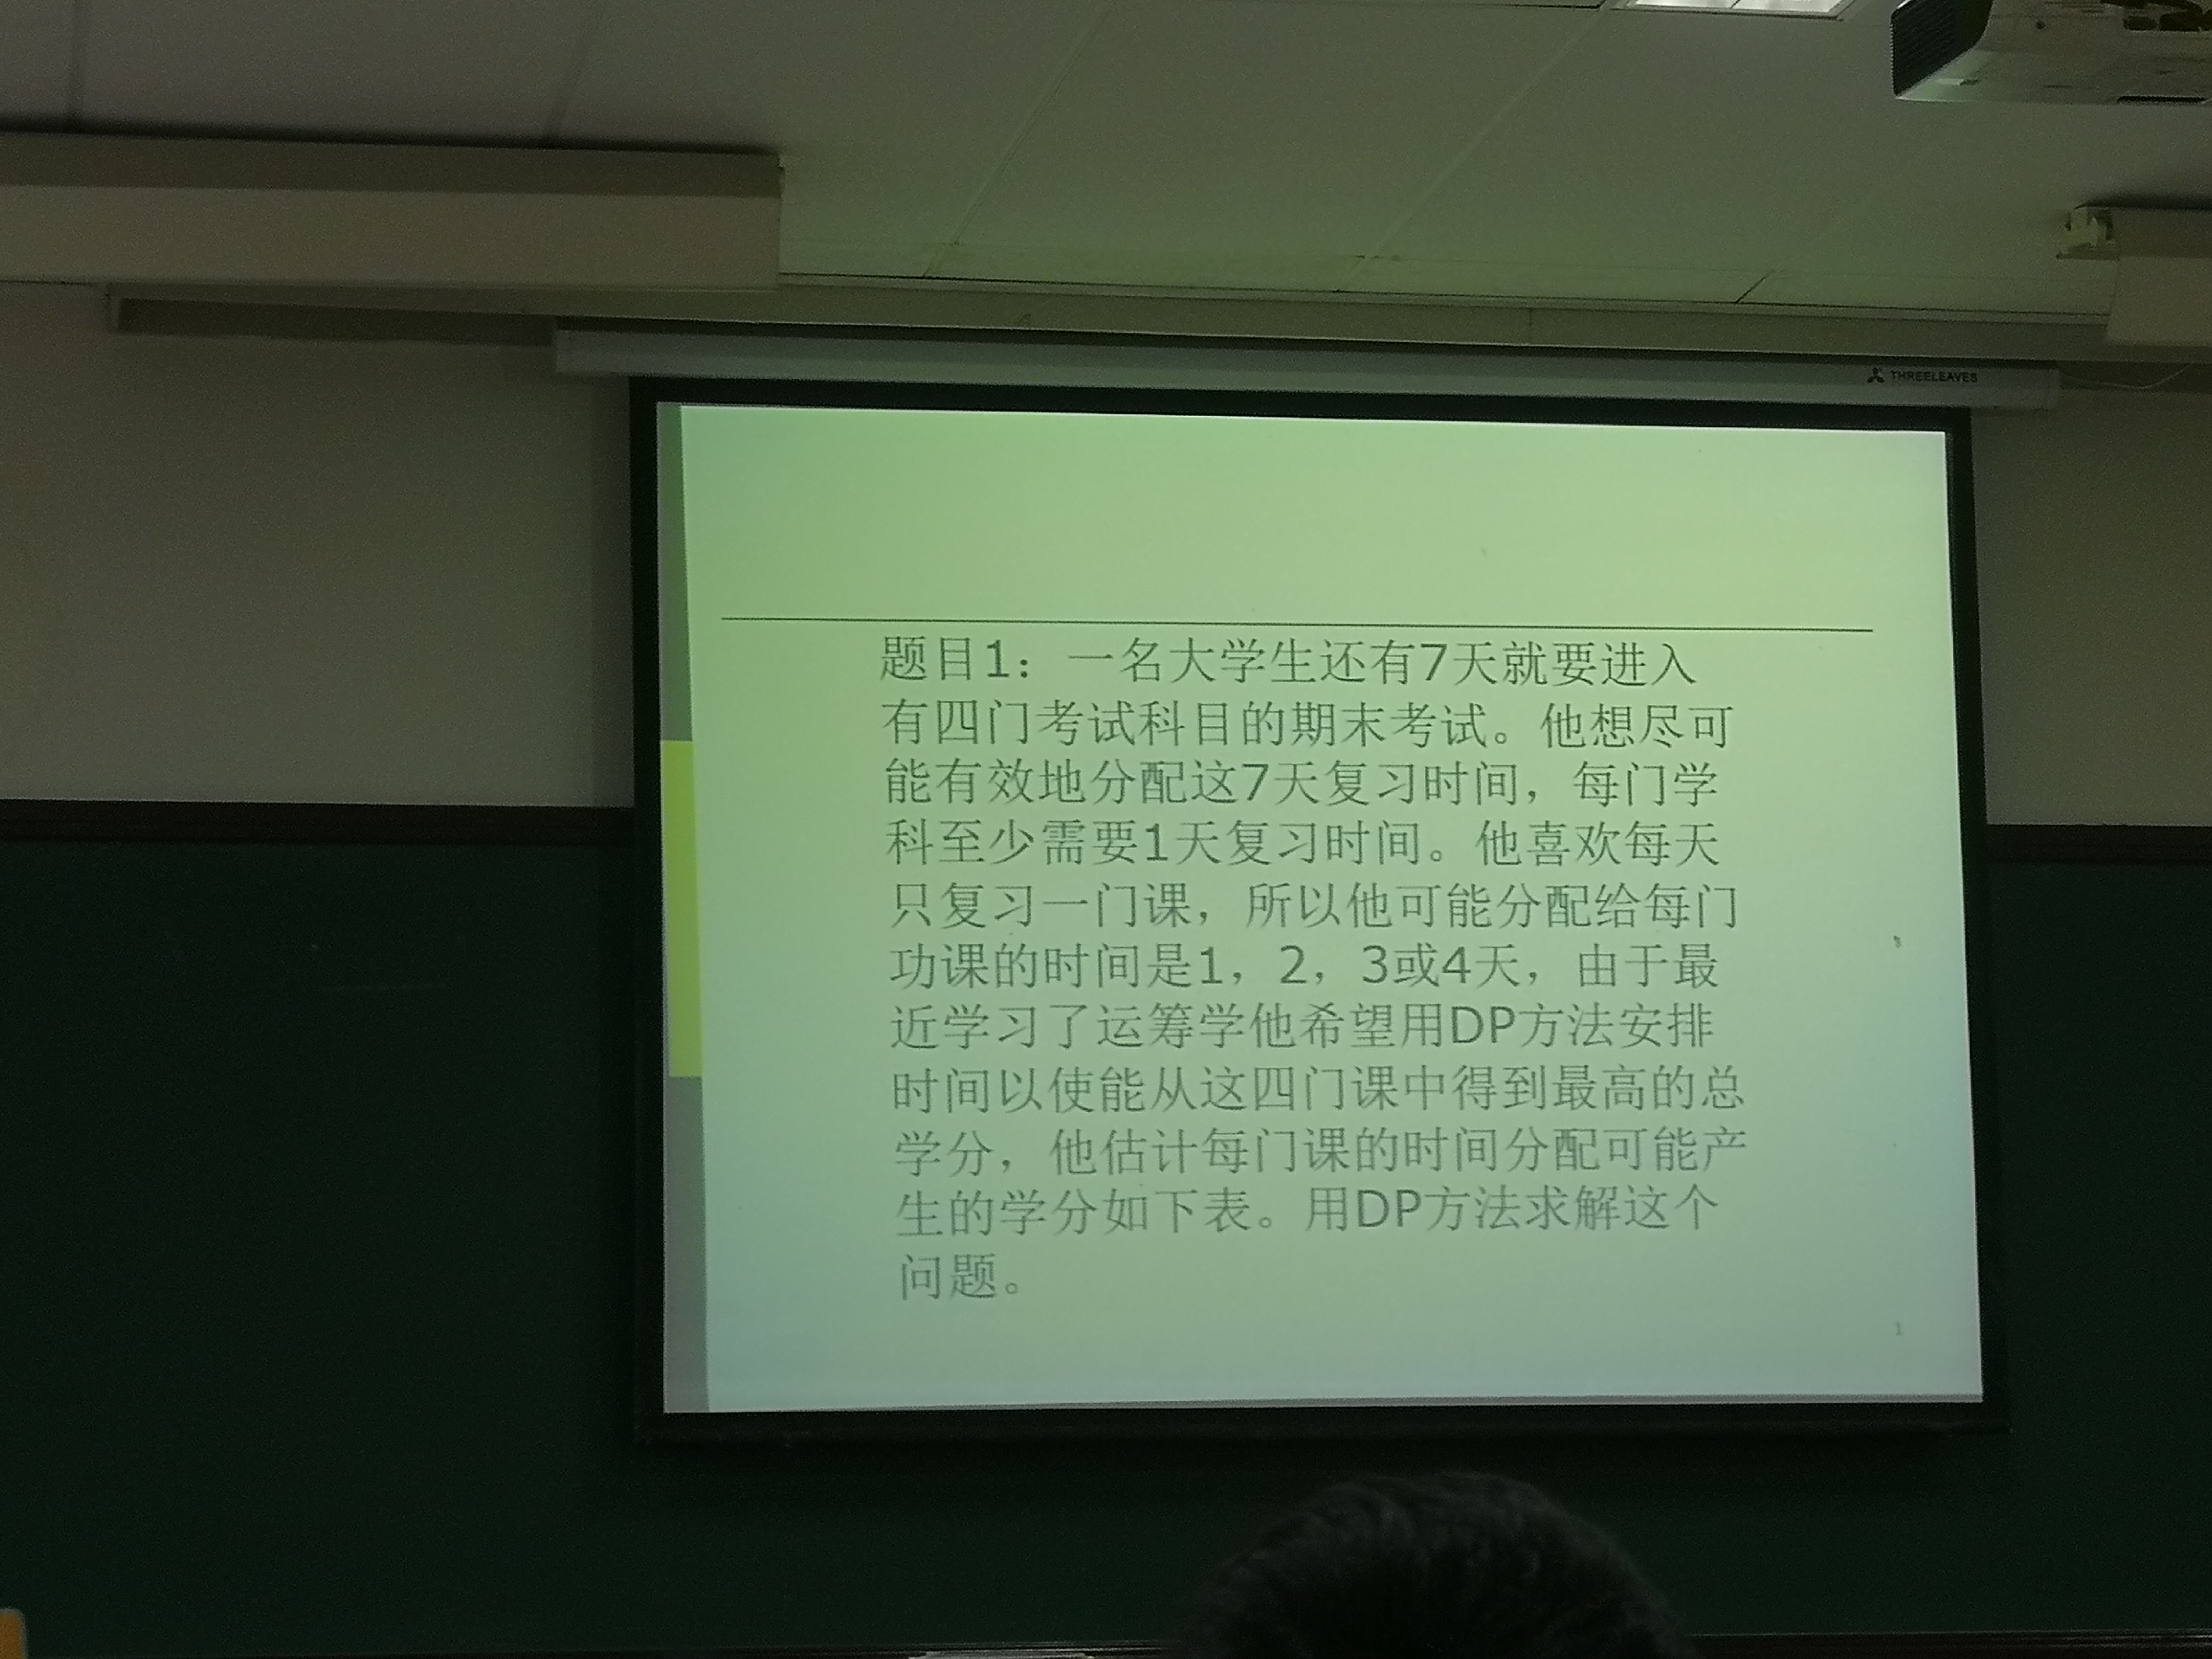 THREELEAVES
题目1：一名大学生还有7天就要进入
有四门考试科目的期末考试。他想尽可
能有效地分配这7天复习时间，每门学
科至少需要1天复习时间。他喜欢每天
只复习一门课，所以他可能分配给每门
功课的时间是1，2，3或4天，由于最
近学习了运筹学他希望用DP方法安排
时间以使能从这四门课中得到最高的总
学分，他估计每门课的时间分配可能产
生的学分如下表。用DP方法求解这个
问题。
1